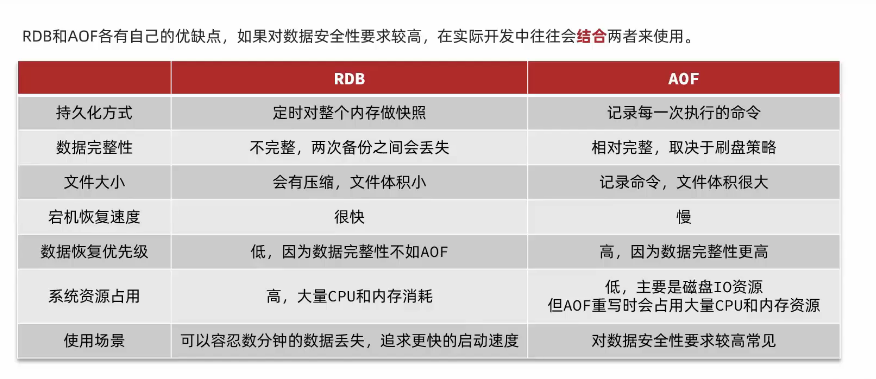 RDB和AOF各有自己的优缺点，如果对数据安全性要求较高，在实际开发中往往会结合两者来使用。
RDB AOF
持久化方式 定时对整个内存做快照 记录每一次执行的命令
数据完整性 不完整，两次备份之间会丢失 相对完整，取决于刷盘策略
文件大小 会有压缩，文件体积小 记录命令，文件体积很大
宕机恢复速度 很快 慢
数据恢复优先级 低，因为数据完整性不如AOF 高，因为数据完整性更高
系统资源占用 高，大量CPU和内存消耗 低，主要是磁盘IO资源
但AOF重写时会占用大量CPU和内存资源
使用场景 可以容忍数分钟的数据丢失，追求更快的启动速度 对数据安全性要求较高常见